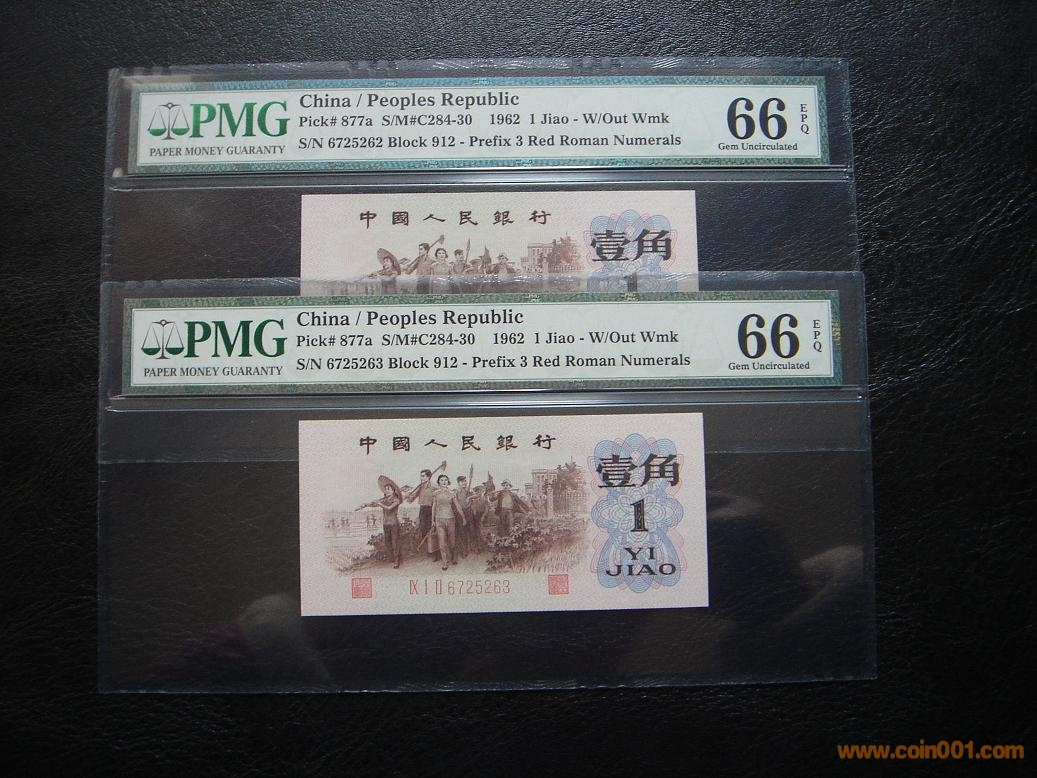 PMG
PAPER MONEY GUARANTY
China / Peoples Republic
Pick# 877a S/M#C284-30 1962 1 Jiao - W/Out Wmk
S/N 6725262 Block 912 - Prefix 3 Red Roman Numerals
66 EPQ
Gem Uncirculated
中國人民銀行
壹角
1
PMG
PAPER MONEY GUARANTY
China / Peoples Republic
Pick# 877a S/M#C284-30 1962 1 Jiao - W/Out Wmk
S/N 6725263 Block 912 - Prefix 3 Red Roman Numerals
66 EPQ
Gem Uncirculated
中國人民銀行
壹角
1
YI
JIAO
IX I II 6725263
www.coin001.com